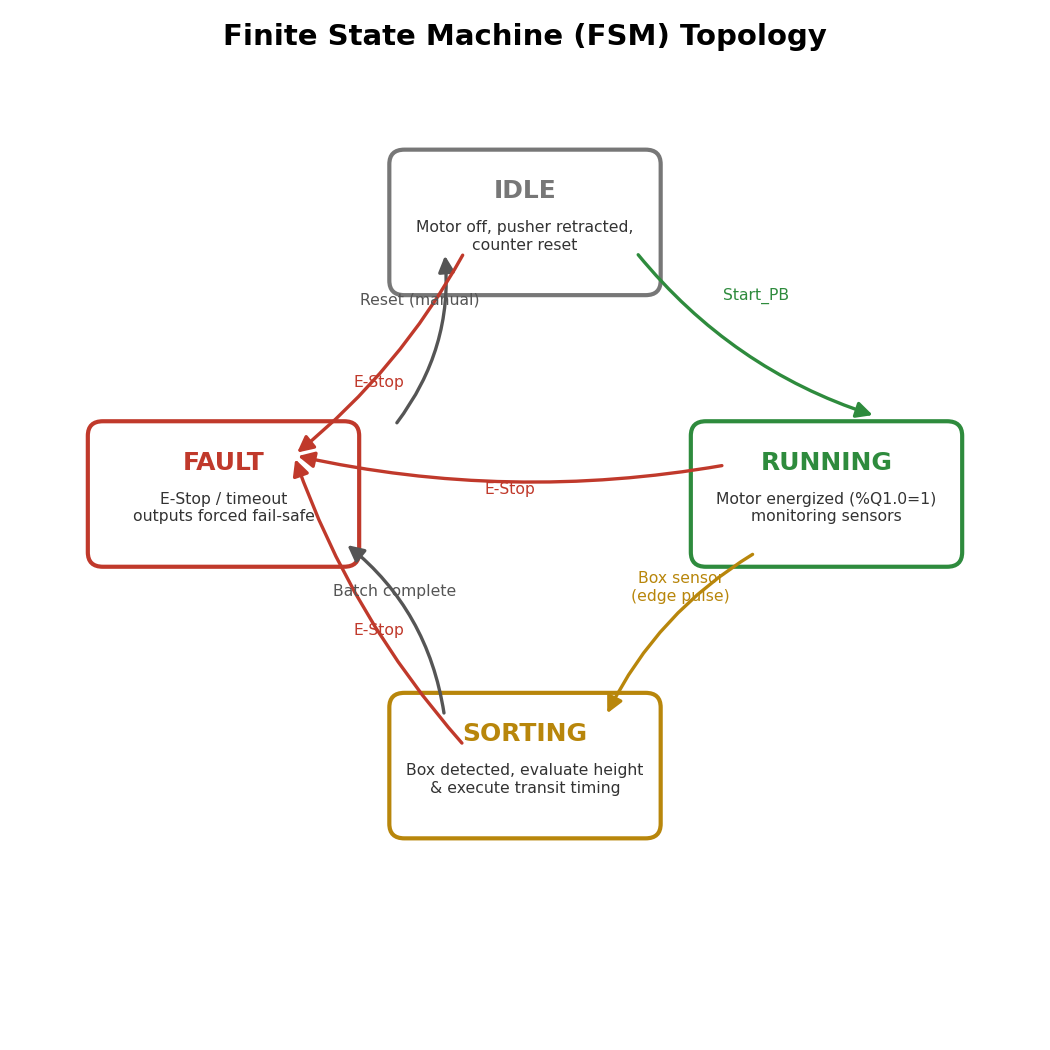 Finite State Machine (FSM) Topology
IDLE
Motor off, pusher retracted,
counter reset
Reset (manual)
Start_PB
E-Stop
FAULT
E-Stop / timeout
outputs forced fail-safe
E-Stop
RUNNING
Motor energized (%Q1.0=1)
monitoring sensors
Box sensor
(edge pulse)
Batch complete
E-Stop
SORTING
Box detected, evaluate height
& execute transit timing